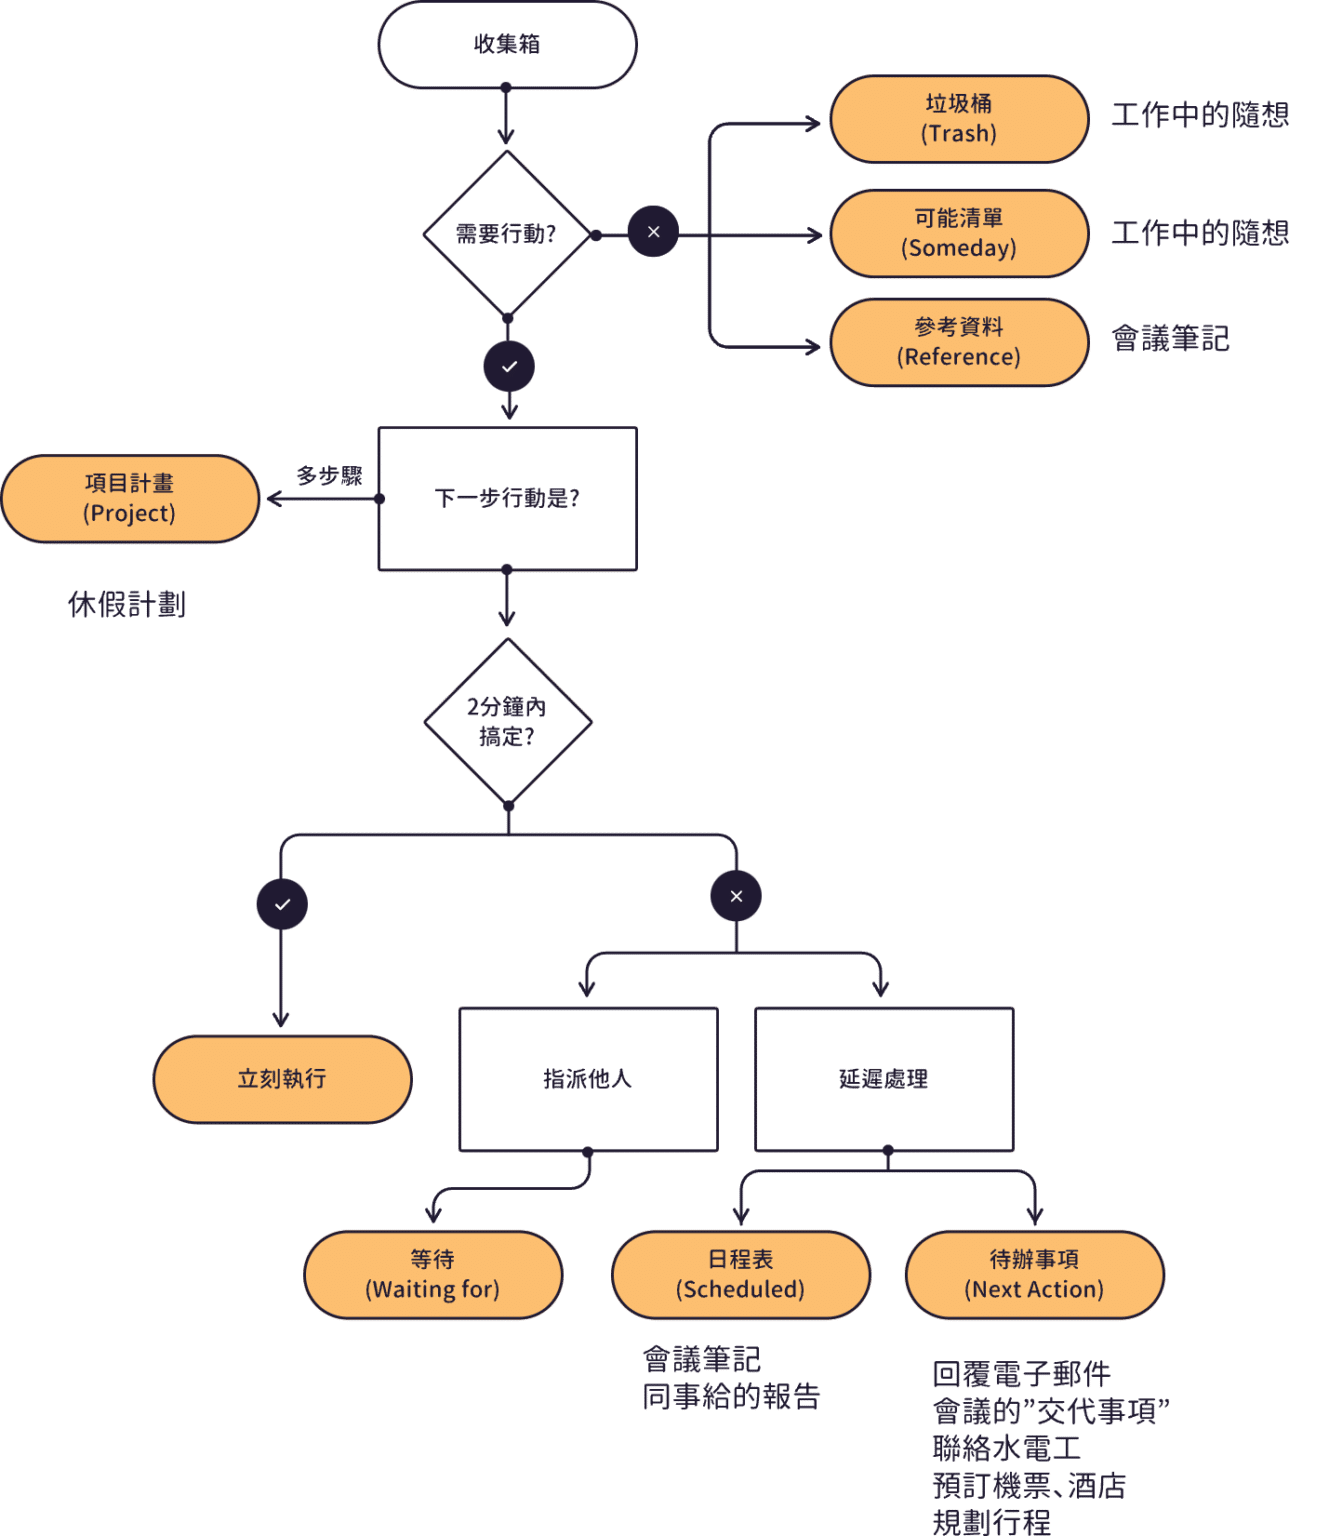 收集箱
需要行動?
垃圾桶
(Trash)
工作中的隨想
可能清單
(Someday)
工作中的隨想
參考資料
(Reference)
會議筆記
下一步行動是?
多步驟
項目計畫
(Project)
休假計劃
2分鐘內
搞定?
立刻執行
指派他人
延遲處理
等待
(Waiting for)
日程表
(Scheduled)
會議筆記
同事給的報告
待辦事項
(Next Action)
回覆電子郵件
會議的”交代事項”
聯絡水電工
預訂機票、酒店
規劃行程